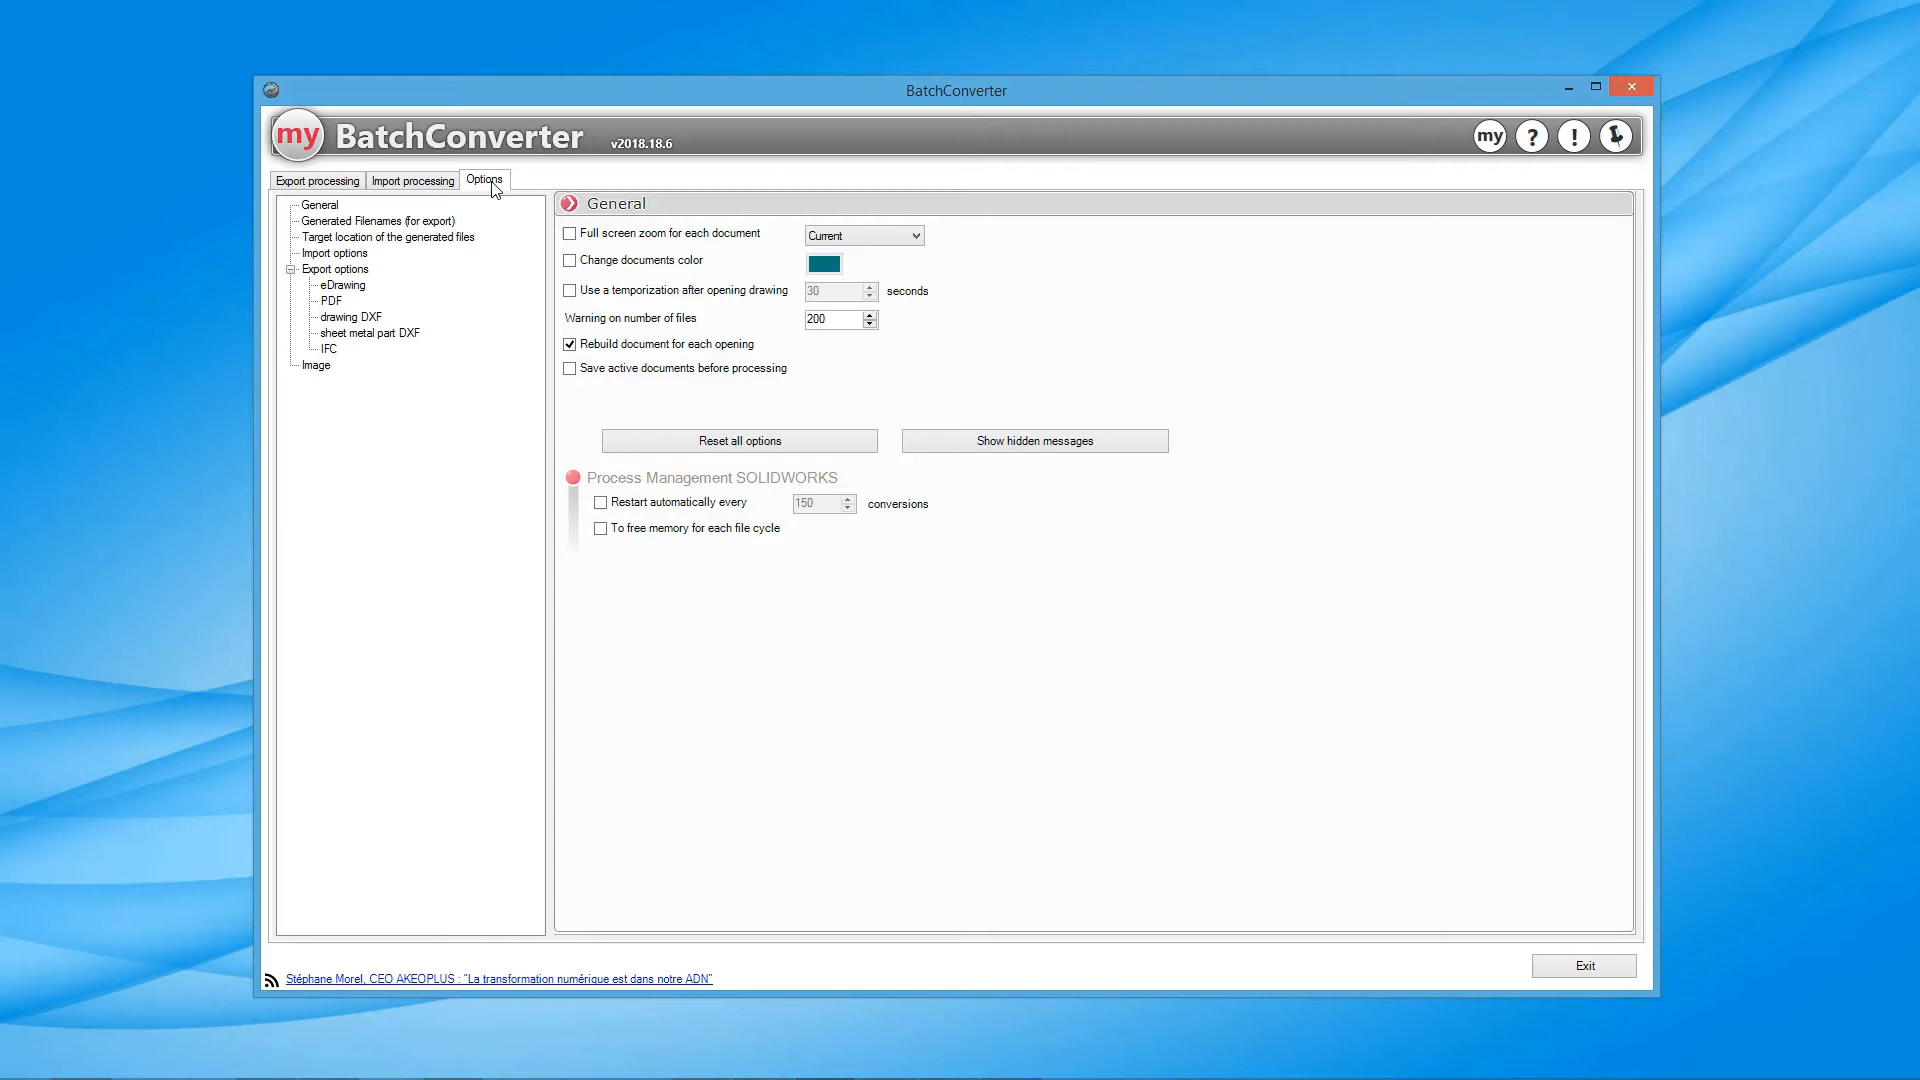 BatchConverter
my BatchConverter v2018.18.6 my ? !
Export processing Import processing Options
General
Generated Filenames (for export)
Target location of the generated files
Import options
Export options
eDrawing
PDF
drawing DXF
sheet metal part DXF
IFC
Image
General
Full screen zoom for each document Current
Change documents color
Use a temporization after opening drawing 30 seconds
Warning on number of files 200
Rebuild document for each opening
Save active documents before processing
Reset all options Show hidden messages
Process Management SOLIDWORKS
Restart automatically every 150 conversions
To free memory for each file cycle
Stéphane Morel, CEO AKEOPLUS : "La transformation numérique est dans notre ADN"
Exit